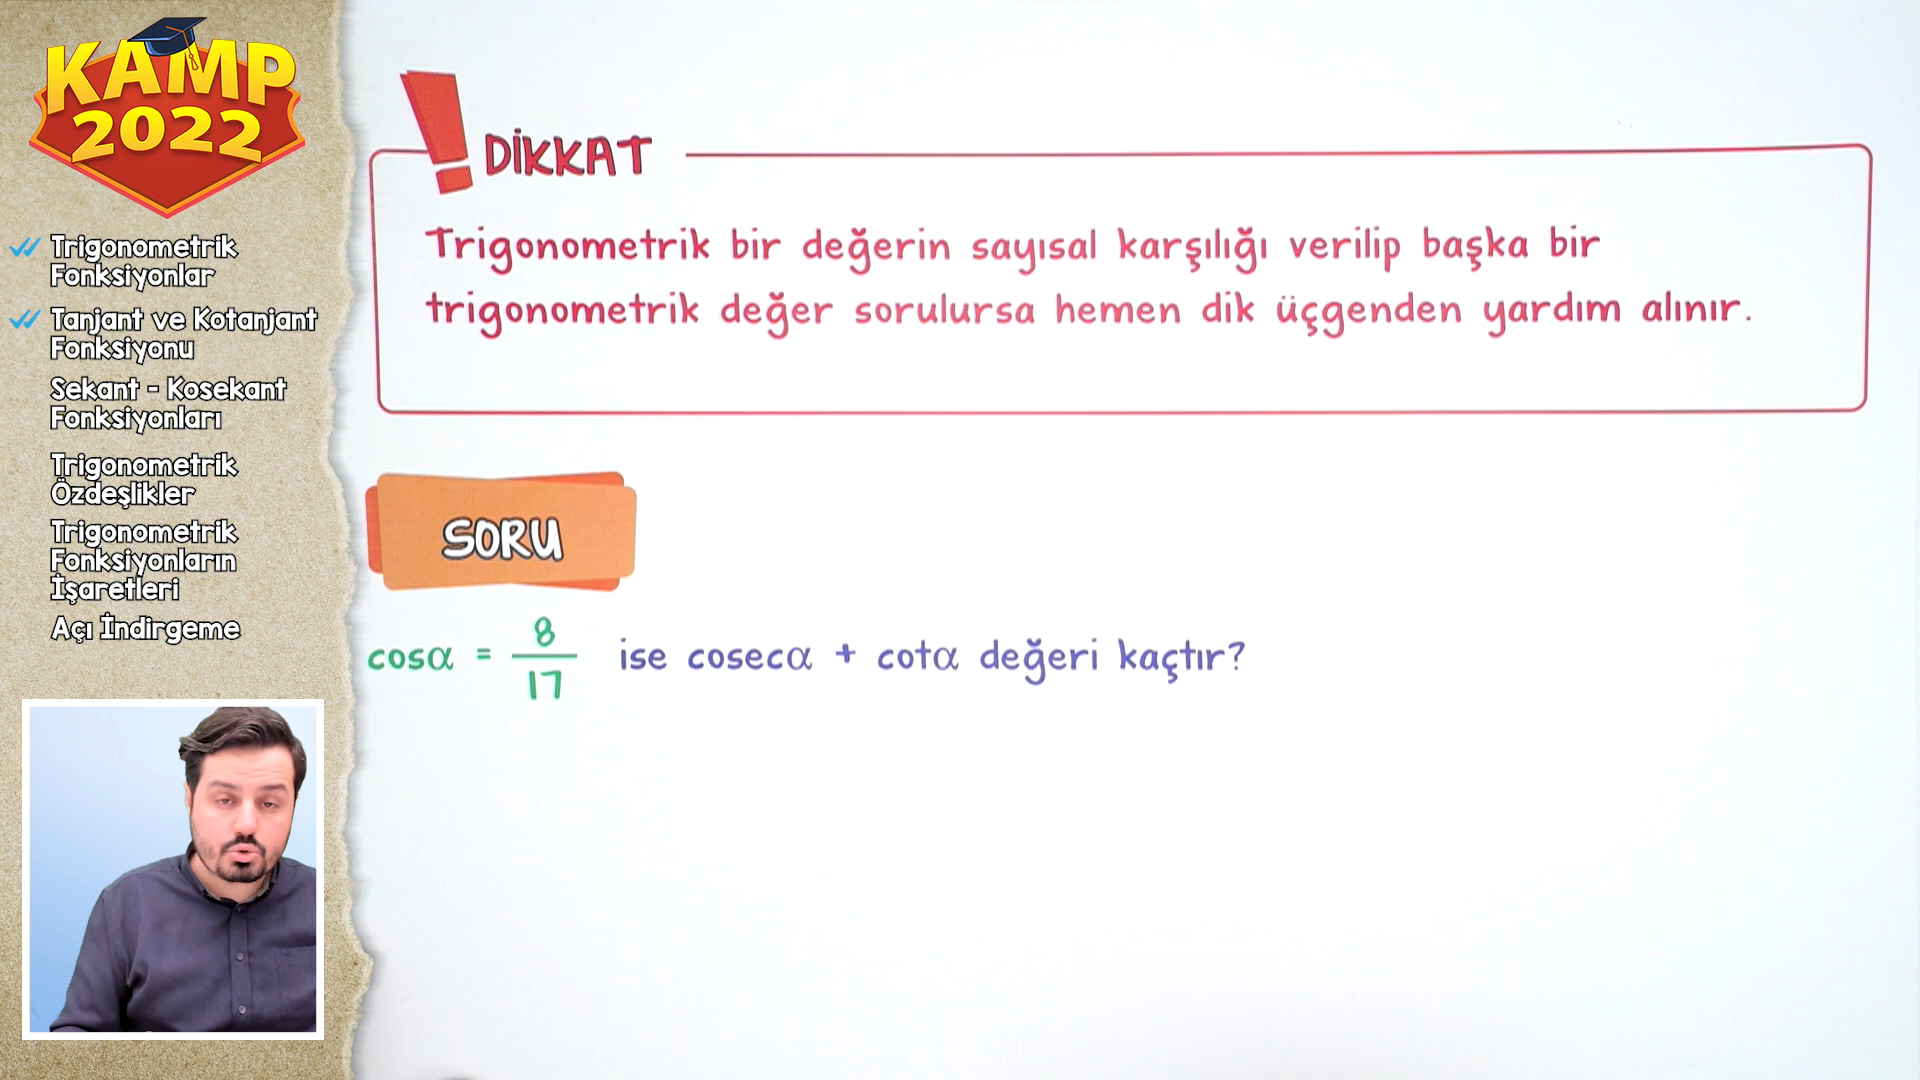 KAMP
2022
Trigonometrik
Fonksiyonlar
Tanjant ve Kotanjant
Fonksiyonu
Sekant - Kosekant
Fonksiyonları
Trigonometrik
Özdeşlikler
Trigonometrik
Fonksiyonların
İşaretleri
Açı İndirgeme
DİKKAT
Trigonometrik bir değerin sayısal karşılığı verilip başka bir
trigonometrik değer sorulursa hemen dik üçgenden yardım alınır.
SORU
cosα = 8/17 ise cosecα + cotα değeri kaçtır?